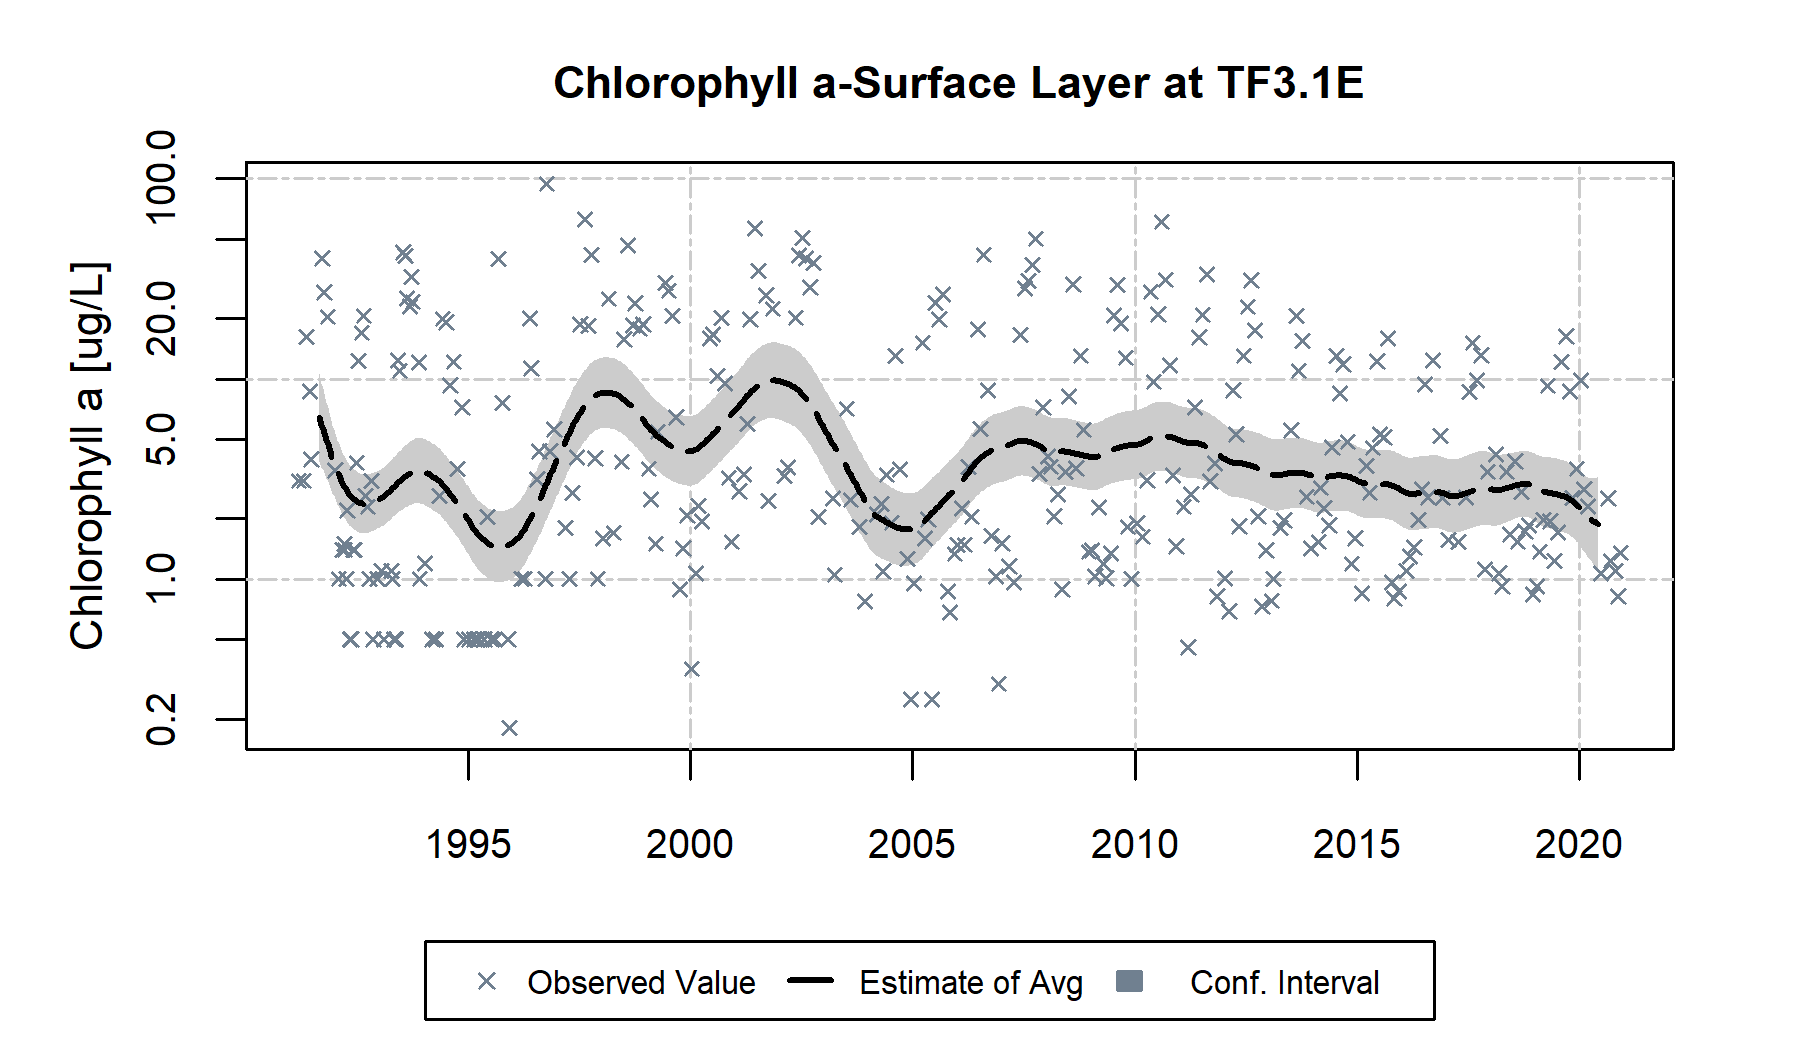 Chlorophyll a-Surface Layer at TF3.1E
Chlorophyll a [ug/L]
100.0
20.0
5.0
1.0
0.2
1995 2000 2005 2010 2015 2020
Observed Value Estimate of Avg Conf. Interval